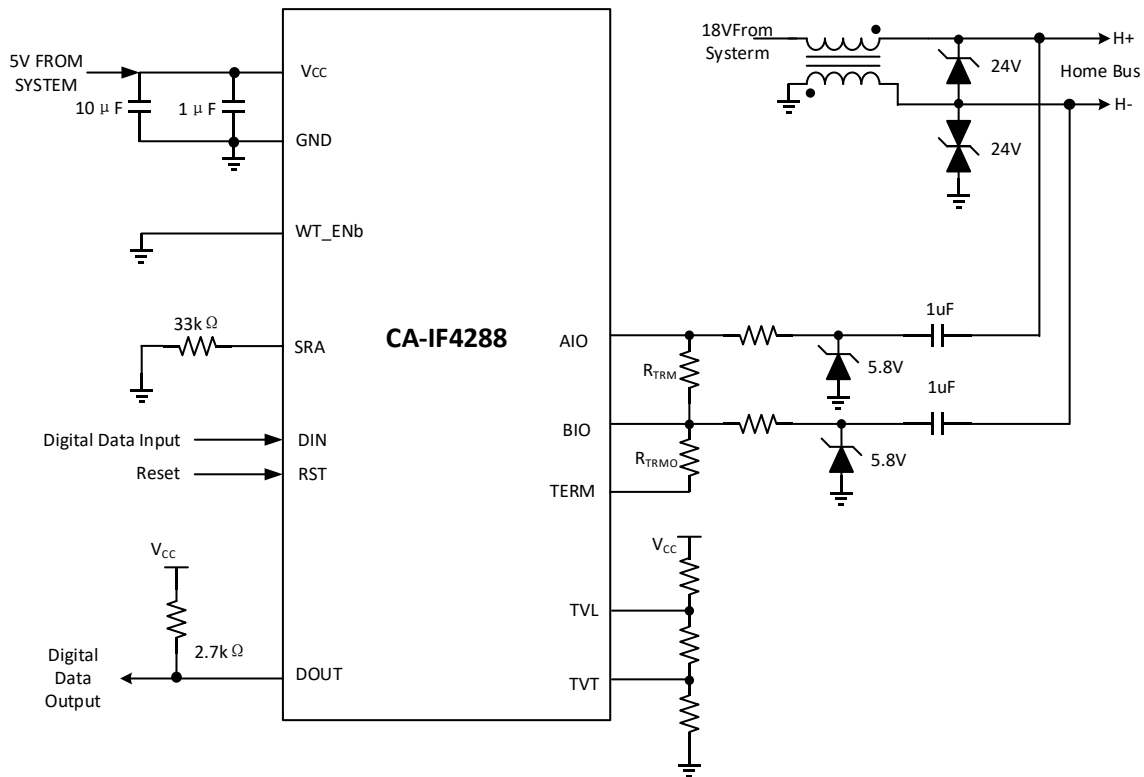 18VFrom
Systerm
H+
24V
Home Bus
H-
24V
5V FROM
SYSTEM
10 μF
1 μF
VCC
GND
WT_ENb
33k Ω
SRA
CA-IF4288
AIO
RTRM
5.8V
1uF
1uF
BIO
RTRMO
5.8V
TERM
Digital Data Input
DIN
Reset
RST
VCC
2.7k Ω
Digital
Data
Output
DOUT
VCC
TVL
TVT